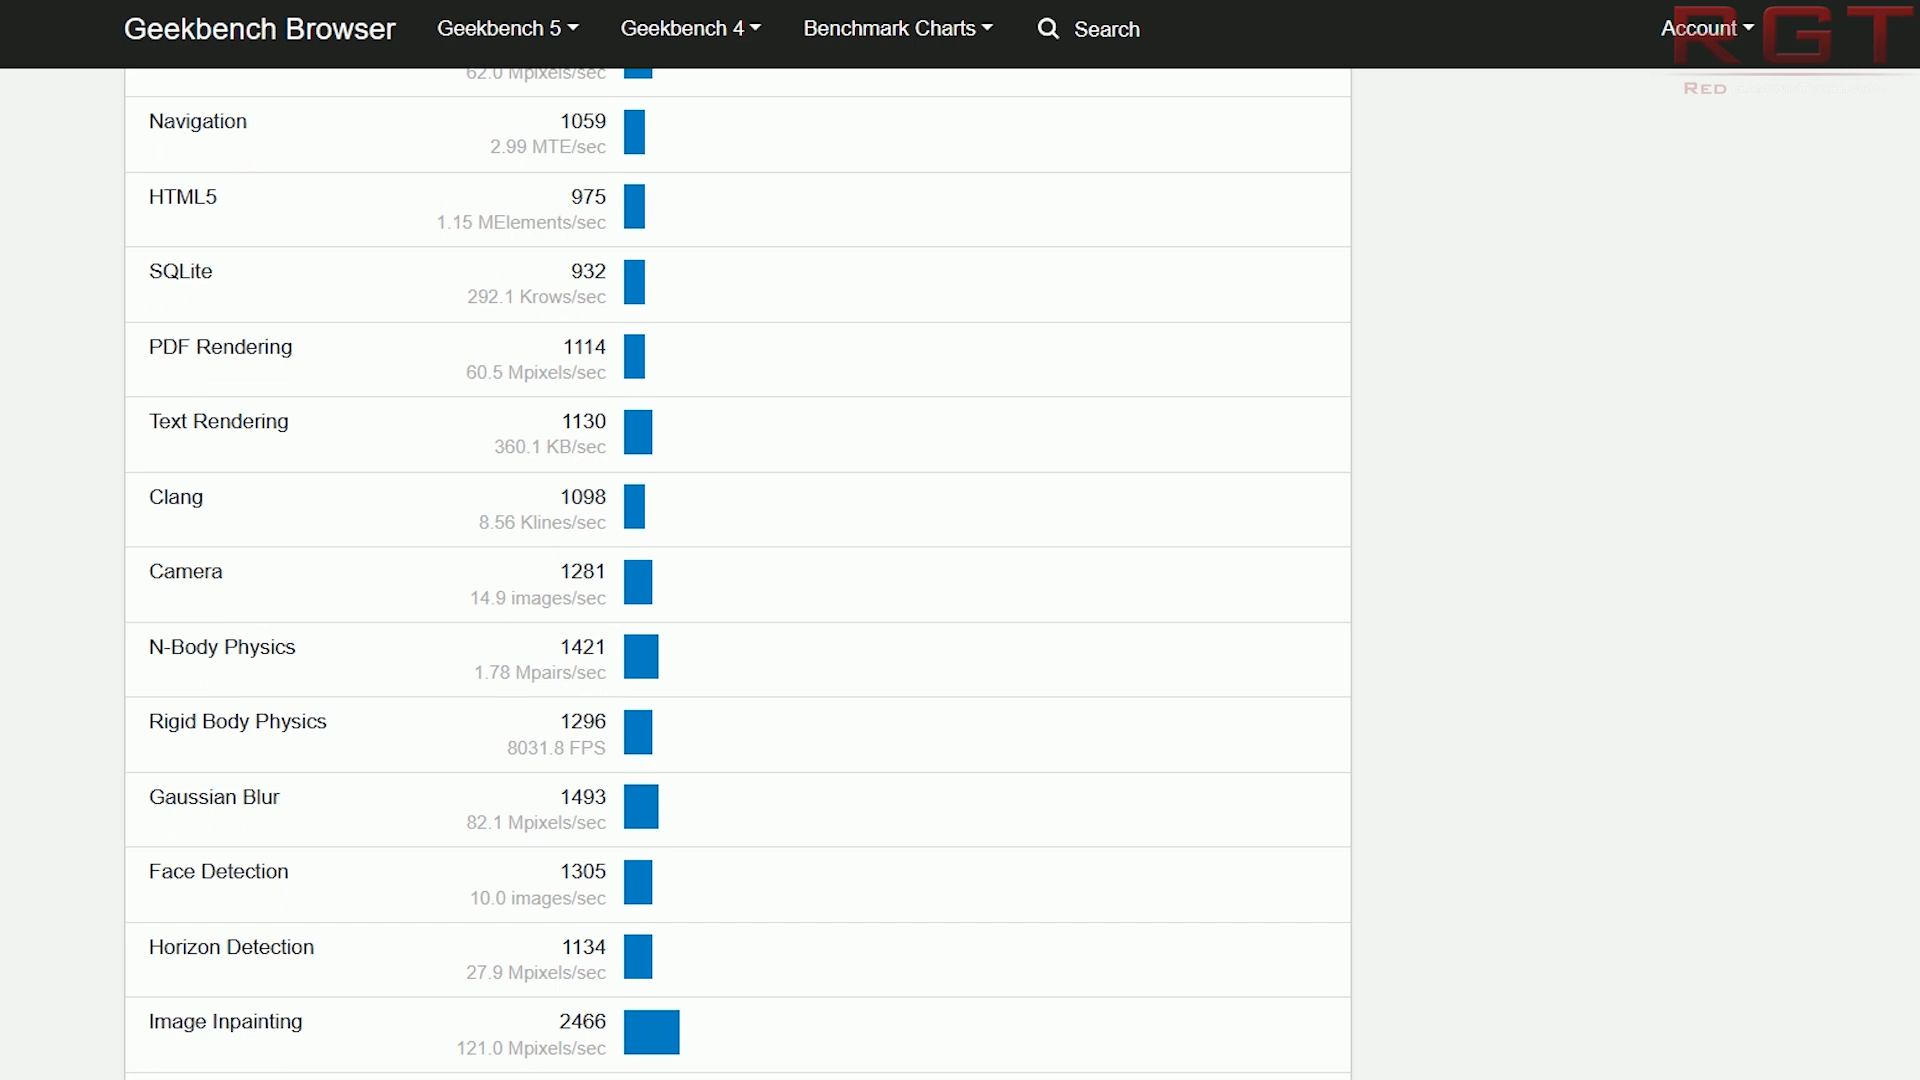 Geekbench Browser Geekbench 5 Geekbench 4 Benchmark Charts Search Account RGT
RED
62.0 Mpixels/sec
Navigation 1059
2.99 MTE/sec
HTML5 975
1.15 MElements/sec
SQLite 932
292.1 Krows/sec
PDF Rendering 1114
60.5 Mpixels/sec
Text Rendering 1130
360.1 KB/sec
Clang 1098
8.56 Klines/sec
Camera 1281
14.9 images/sec
N-Body Physics 1421
1.78 Mpairs/sec
Rigid Body Physics 1296
8031.8 FPS
Gaussian Blur 1493
82.1 Mpixels/sec
Face Detection 1305
10.0 images/sec
Horizon Detection 1134
27.9 Mpixels/sec
Image Inpainting 2466
121.0 Mpixels/sec